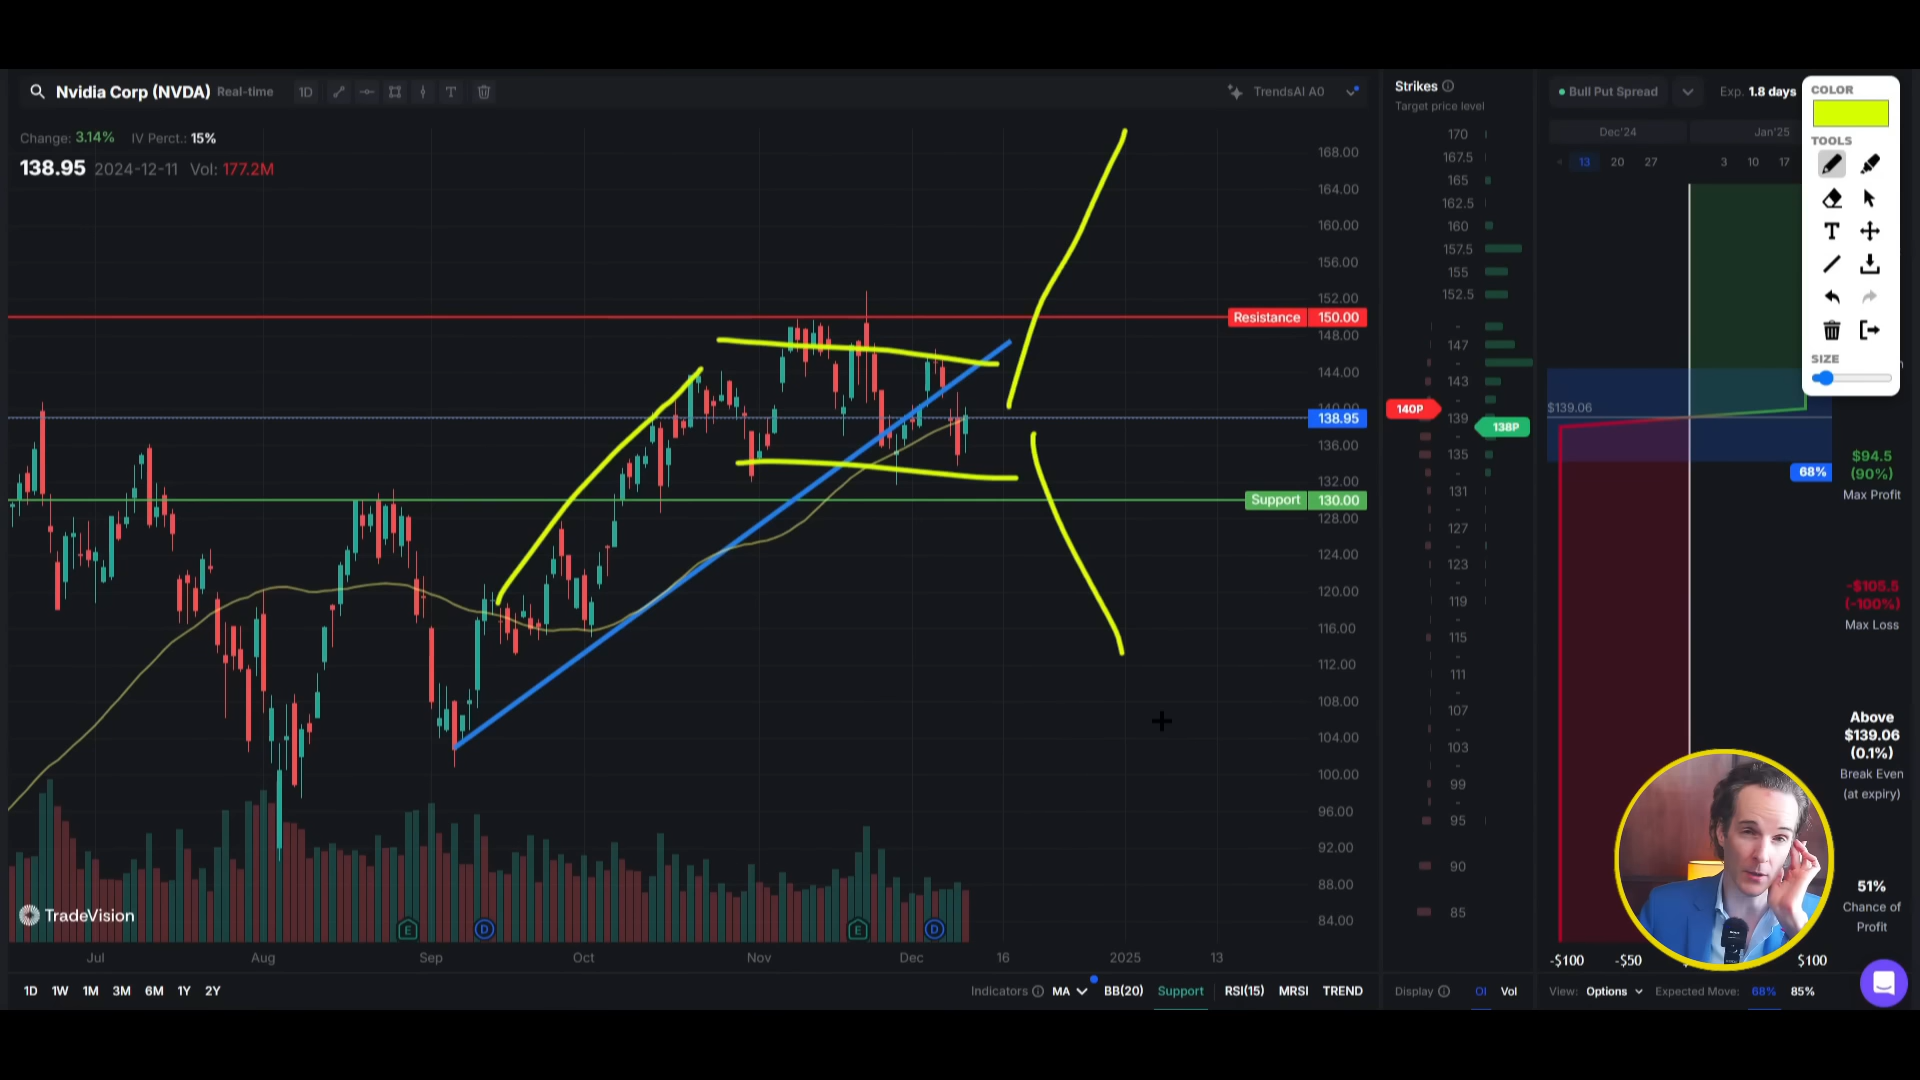 Nvidia Corp (NVDA) Real-time 1D T TrendsAI A0
Change: 3.14% IV Perct.: 15%
138.95 2024-12-11 Vol: 177.2M
168.00
164.00
160.00
156.00
152.00
Resistance 150.00
148.00
144.00
140.00
138.95
136.00
132.00
Support 130.00
128.00
124.00
120.00
116.00
112.00
108.00
104.00
100.00
96.00
92.00
88.00
84.00
TradeVision
E D E D
Jul Aug Sep Oct Nov Dec 16 2025 13
1D 1W 1M 3M 6M 1Y 2Y
Indicators MA BB(20) Support RSI(15) MRSI TREND
Strikes
Target price level
170
167.5
165
162.5
160
157.5
155
152.5
-
147
-
143
-
140P 139 138P
-
135
-
131
-
127
-
123
-
119
-
115
-
111
-
107
-
103
-
99
-
95
90
85
Display OI Vol
Bull Put Spread Exp. 1.8 days
Dec'24 Jan'25
13 20 27 3 10 17
$139.06
68%
$94.5
(90%)
Max Profit
-$105.5
(-100%)
Max Loss
Above
$139.06
(0.1%)
Break Even
(at expiry)
51%
Chance of
Profit
-$100 -$50 $100
View: Options Expected Move: 68% 85%
COLOR
TOOLS
T
SIZE